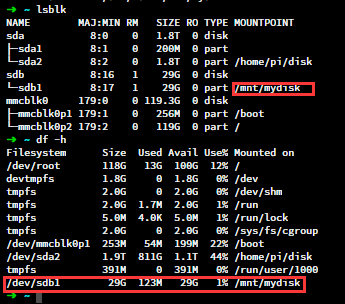 ➜ ~ lsblk
NAME        MAJ:MIN RM   SIZE RO TYPE MOUNTPOINT
sda           8:0    0   1.8T  0 disk
├─sda1        8:1    0   200M  0 part
└─sda2        8:2    0   1.8T  0 part /home/pi/disk
sdb           8:16   1    29G  0 disk
└─sdb1        8:17   1    29G  0 part /mnt/mydisk
mmcblk0     179:0    0 119.3G  0 disk
├─mmcblk0p1 179:1    0   256M  0 part /boot
└─mmcblk0p2 179:2    0   119G  0 part /
➜ ~ df -h
Filesystem      Size  Used Avail Use% Mounted on
/dev/root       118G   13G  100G  12% /
devtmpfs        1.8G     0  1.8G   0% /dev
tmpfs           2.0G     0  2.0G   0% /dev/shm
tmpfs           2.0G  1.7M  2.0G   1% /run
tmpfs           5.0M  4.0K  5.0M   1% /run/lock
tmpfs           2.0G     0  2.0G   0% /sys/fs/cgroup
/dev/mmcblk0p1  253M   54M  199M  22% /boot
/dev/sda2       1.9T  811G  1.1T  44% /home/pi/disk
tmpfs           391M     0  391M   0% /run/user/1000
/dev/sdb1        29G  123M   29G   1% /mnt/mydisk
➜ ~